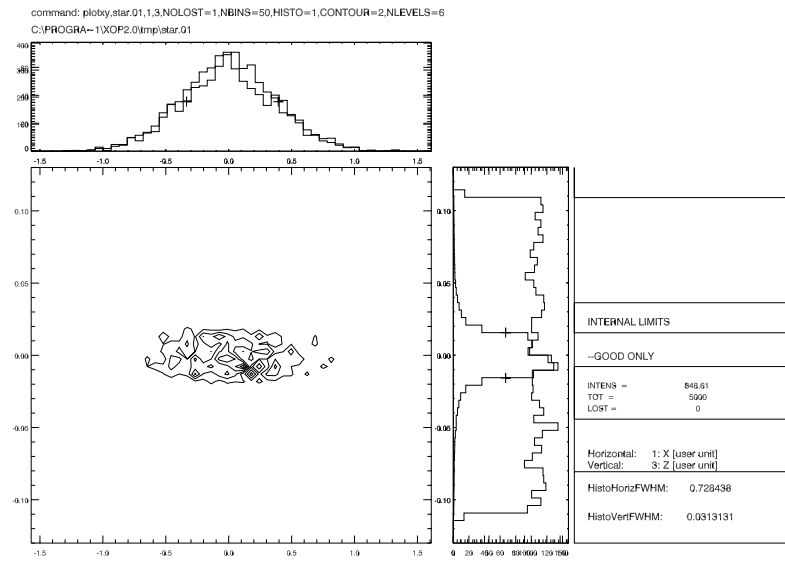 command: plotxy,star.01,1,3,NOLOST=1,NBINS=50,HISTO=1,CONTOUR=2,NLEVELS=6
C:\PROGRA~1\XOP2.0\tmp\star.01
400
200
100
0
-1.5 -1.0 -0.5 0.0 0.5 1.0 1.5
0.10 0.10
0.05 0.05
INTERNAL LIMITS
0.00 0.00
--GOOD ONLY
INTENS = 848.61
TOT = 5000
LOST = 0
-0.05 -0.05
Horizontal: 1: X [user unit]
Vertical: 3: Z [user unit]
HistoHorizFWHM: 0.728438
-0.10 -0.10
HistoVertFWHM: 0.0313131
-1.5 -1.0 -0.5 0.0 0.5 1.0 1.5 0 20 60 120